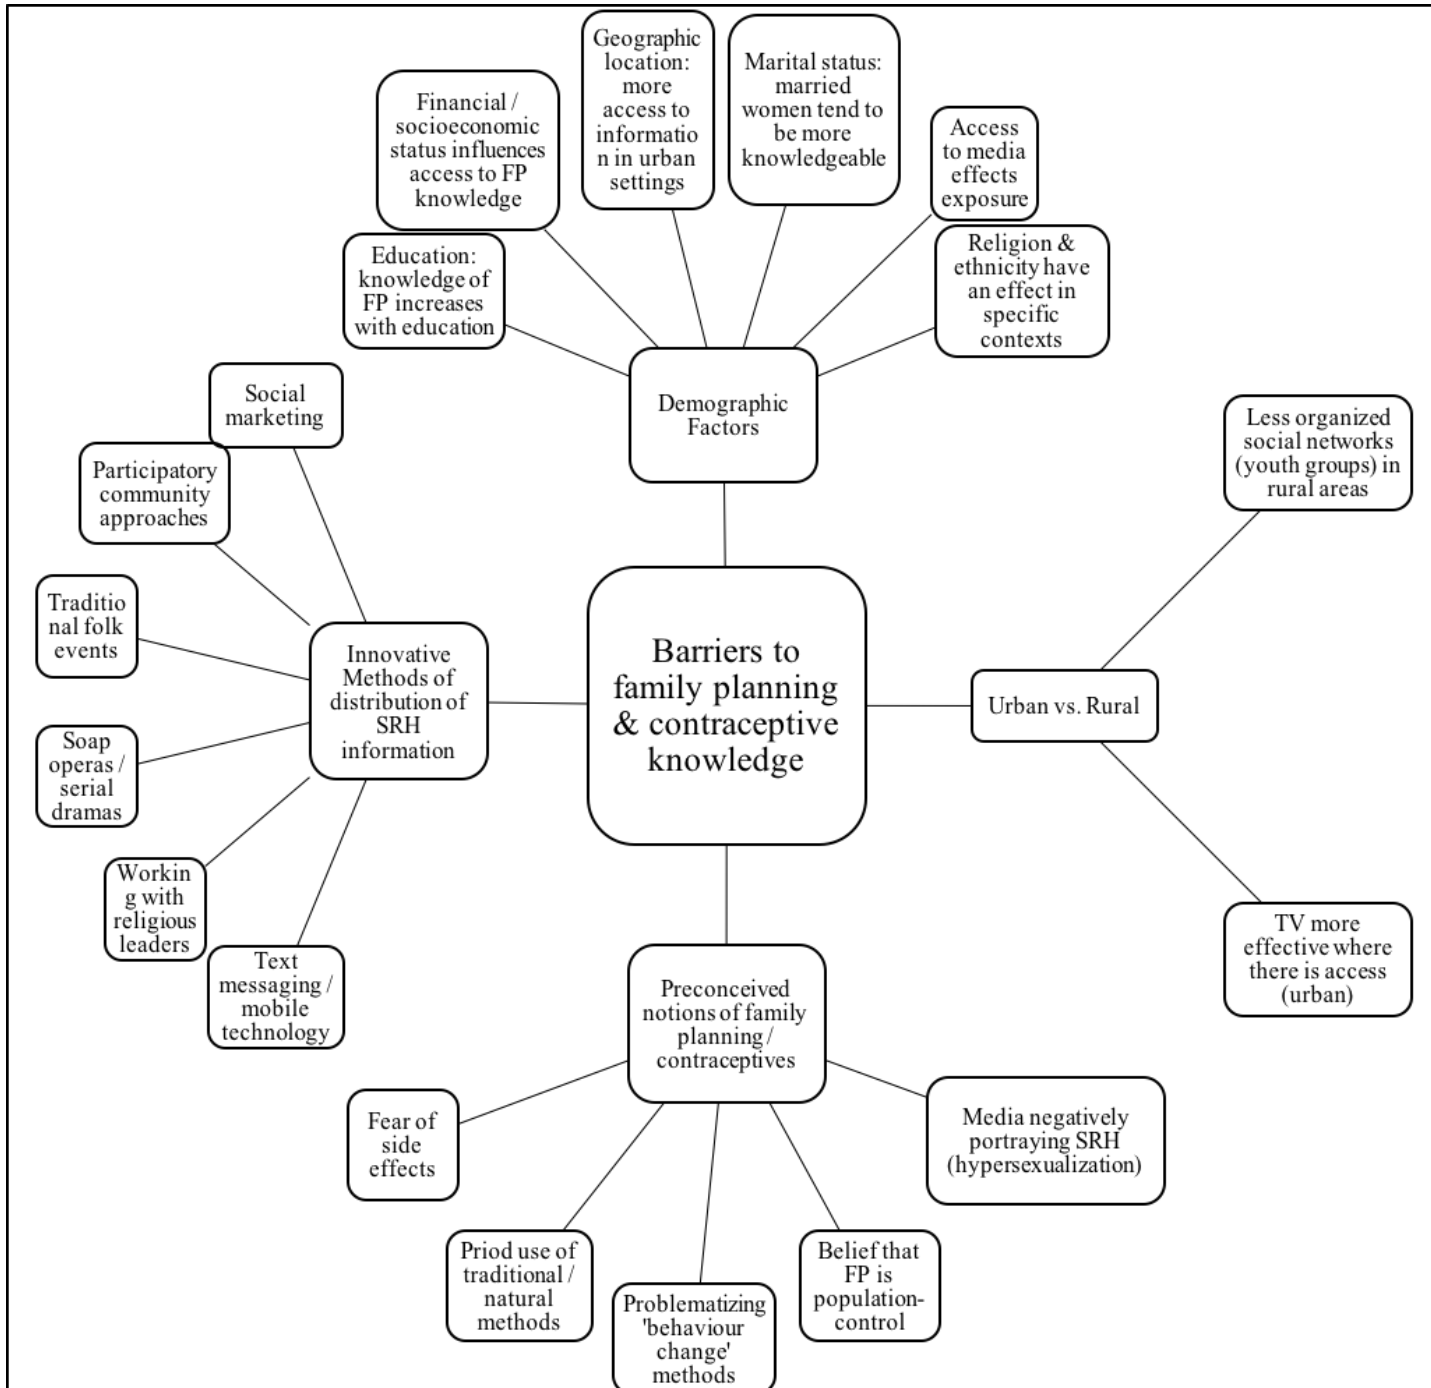 Geographic
location:
more
access to
informatio
n in urban
settings
Marital status:
married
women tend to
be more
knowledgeable
Financial /
socioeconomic
status influences
access to FP
knowledge
Access
to media
effects
exposure
Education:
knowledge of
FP increases
with education
Religion &
ethnicity have
an effect in
specific
contexts
Demographic
Factors
Social
marketing
Participatory
community
approaches
Traditio
nal folk
events
Soap
operas /
serial
dramas
Workin
g with
religious
leaders
Text
messaging /
mobile
technology
Innovative
Methods of
distribution of
SRH
information
Barriers to
family planning
& contraceptive
knowledge
Urban vs. Rural
Less organized
social networks
(youth groups) in
rural areas
TV more
effective where
there is access
(urban)
Preconceived
notions of family
planning /
contraceptives
Fear of
side
effects
Priod use of
traditional /
natural
methods
Problematizing
'behaviour
change'
methods
Belief that
FP is
population-
control
Media negatively
portraying SRH
(hypersexualization)